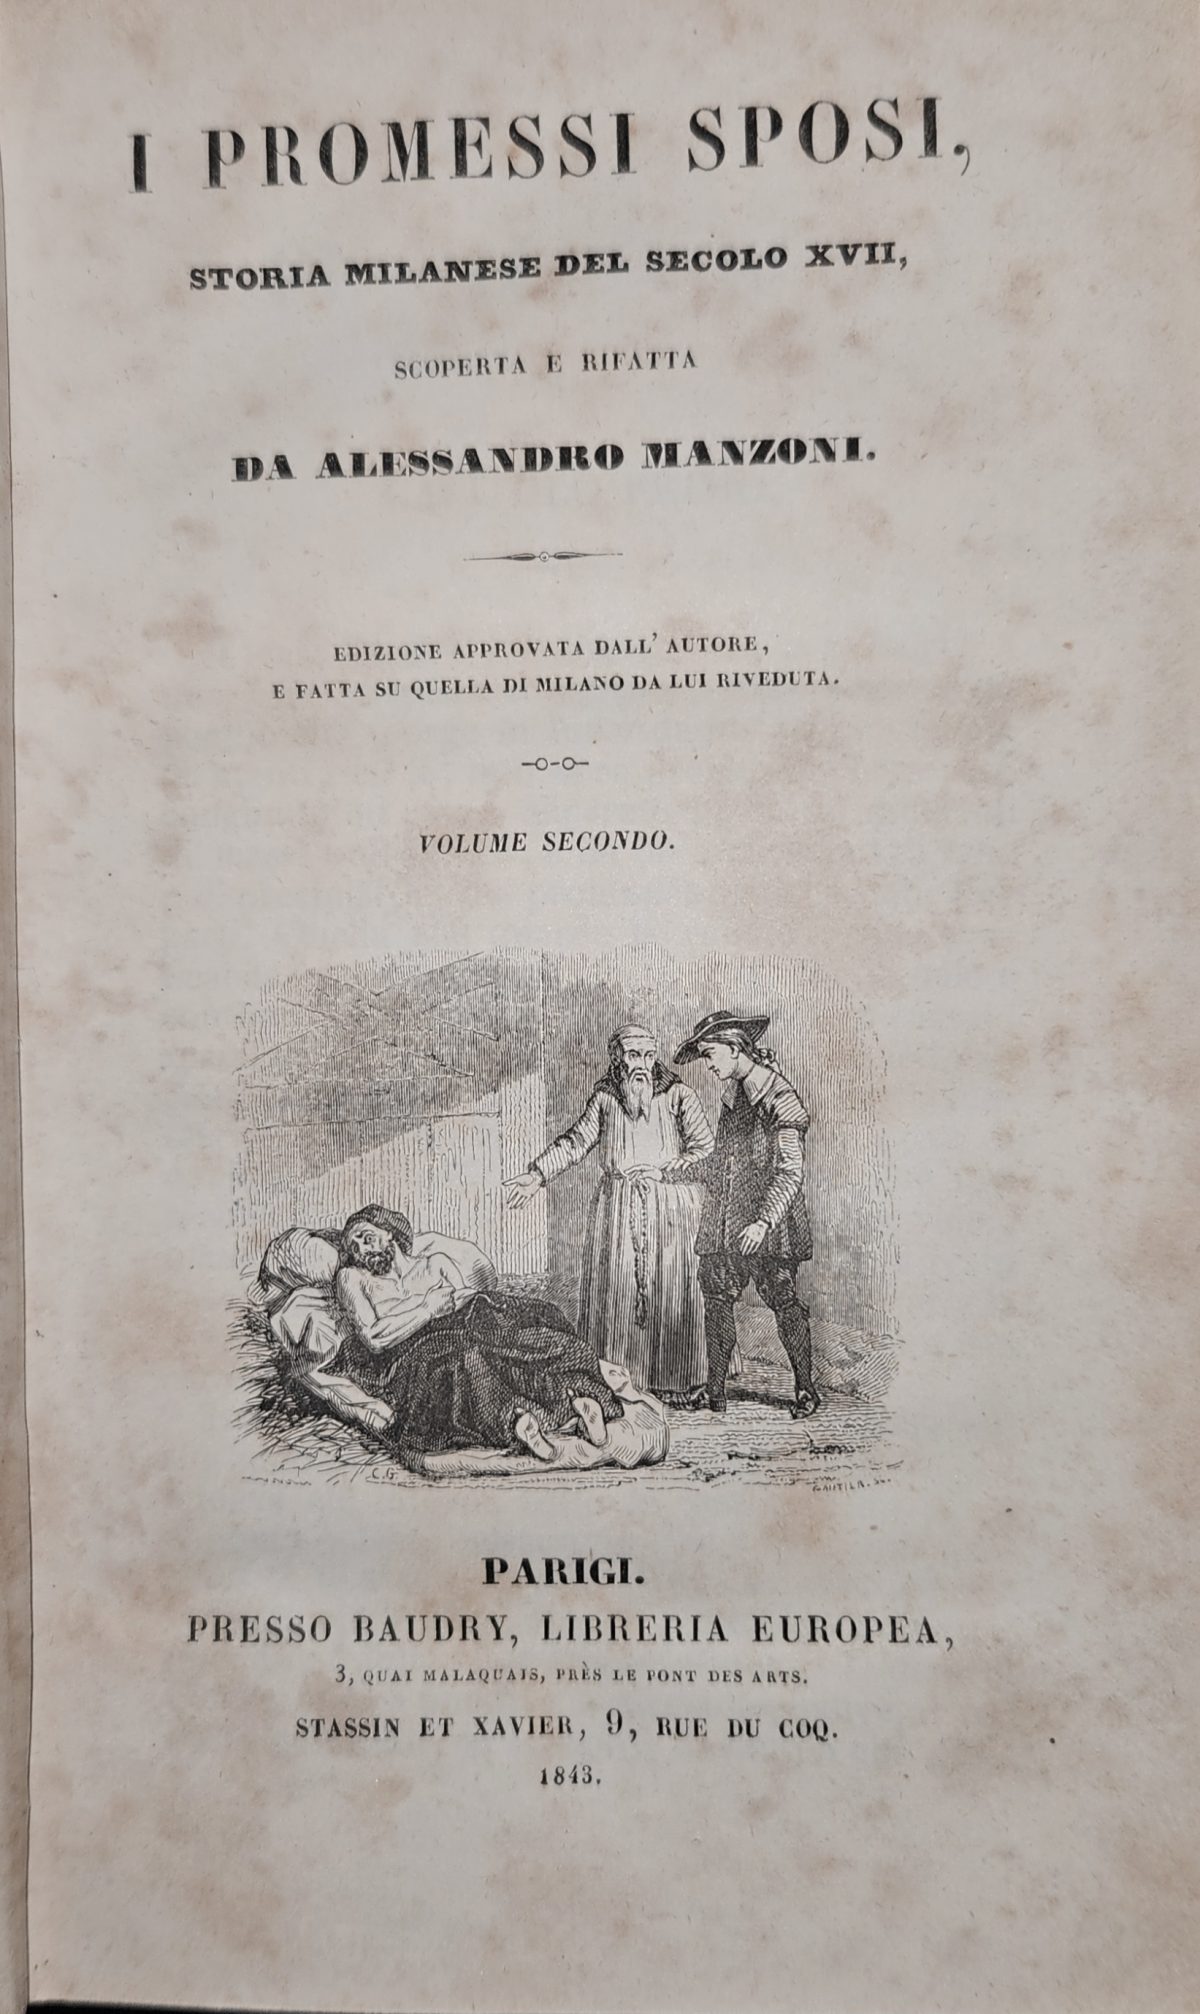 I PROMESSI SPOSI,
STORIA MILANESE DEL SECOLO XVII,
SCOPERTA E RIFATTA
DA ALESSANDRO MANZONI.
EDIZIONE APPROVATA DALL' AUTORE,
E FATTA SU QUELLA DI MILANO DA LUI RIVEDUTA.
VOLUME SECONDO.
C.G.
GAUTIER. SC.
PARIGI.
PRESSO BAUDRY, LIBRERIA EUROPEA,
3, QUAI MALAQUAIS, PRÈS LE PONT DES ARTS.
STASSIN ET XAVIER, 9, RUE DU COQ.
1843.